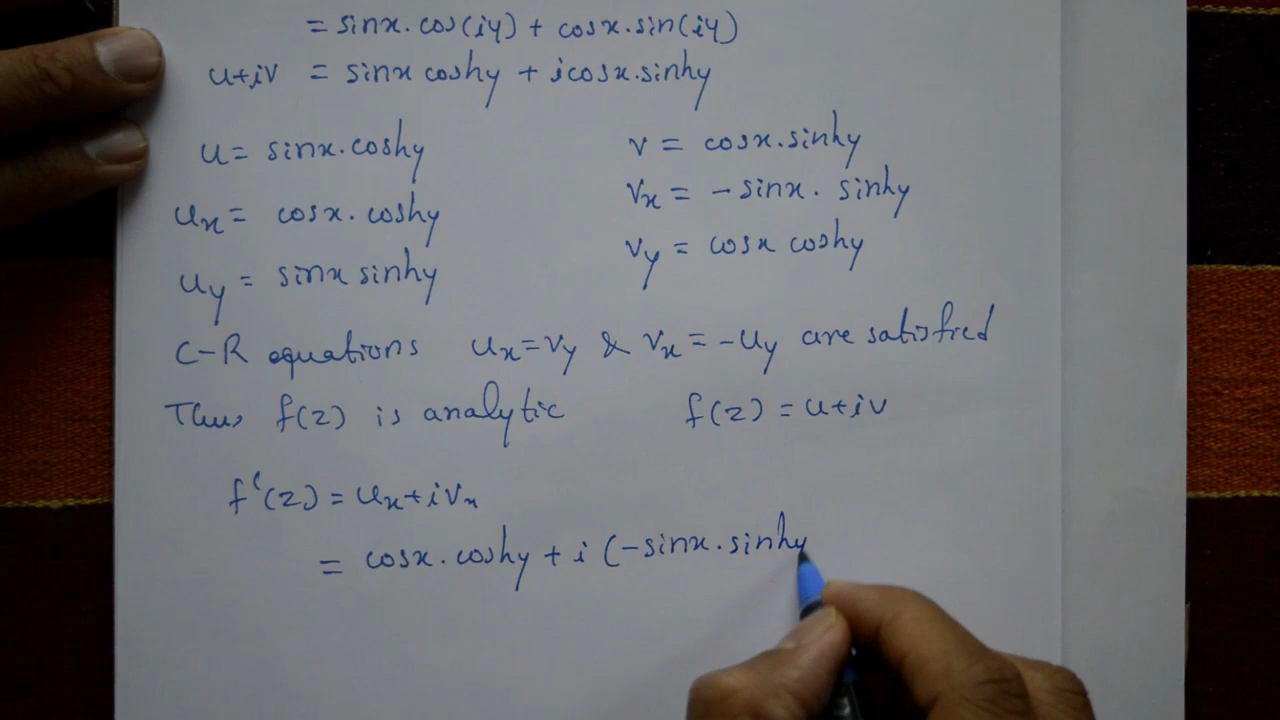 = sinx.cos(iy) + cosx.sin(iy)
u+iv = sinx coshy + icosx.sinhy
u = sinx.coshy
v = cosx.sinhy
ux = cosx.coshy
vx = -sinx. sinhy
uy = sinx sinhy
vy = cosx coshy
C-R equations ux=vy & vx = -uy are satisfied
Thus f(z) is analytic f(z) = u+iv
f'(z) = ux+ivx
= cosx.coshy + i (-sinx.sinhy